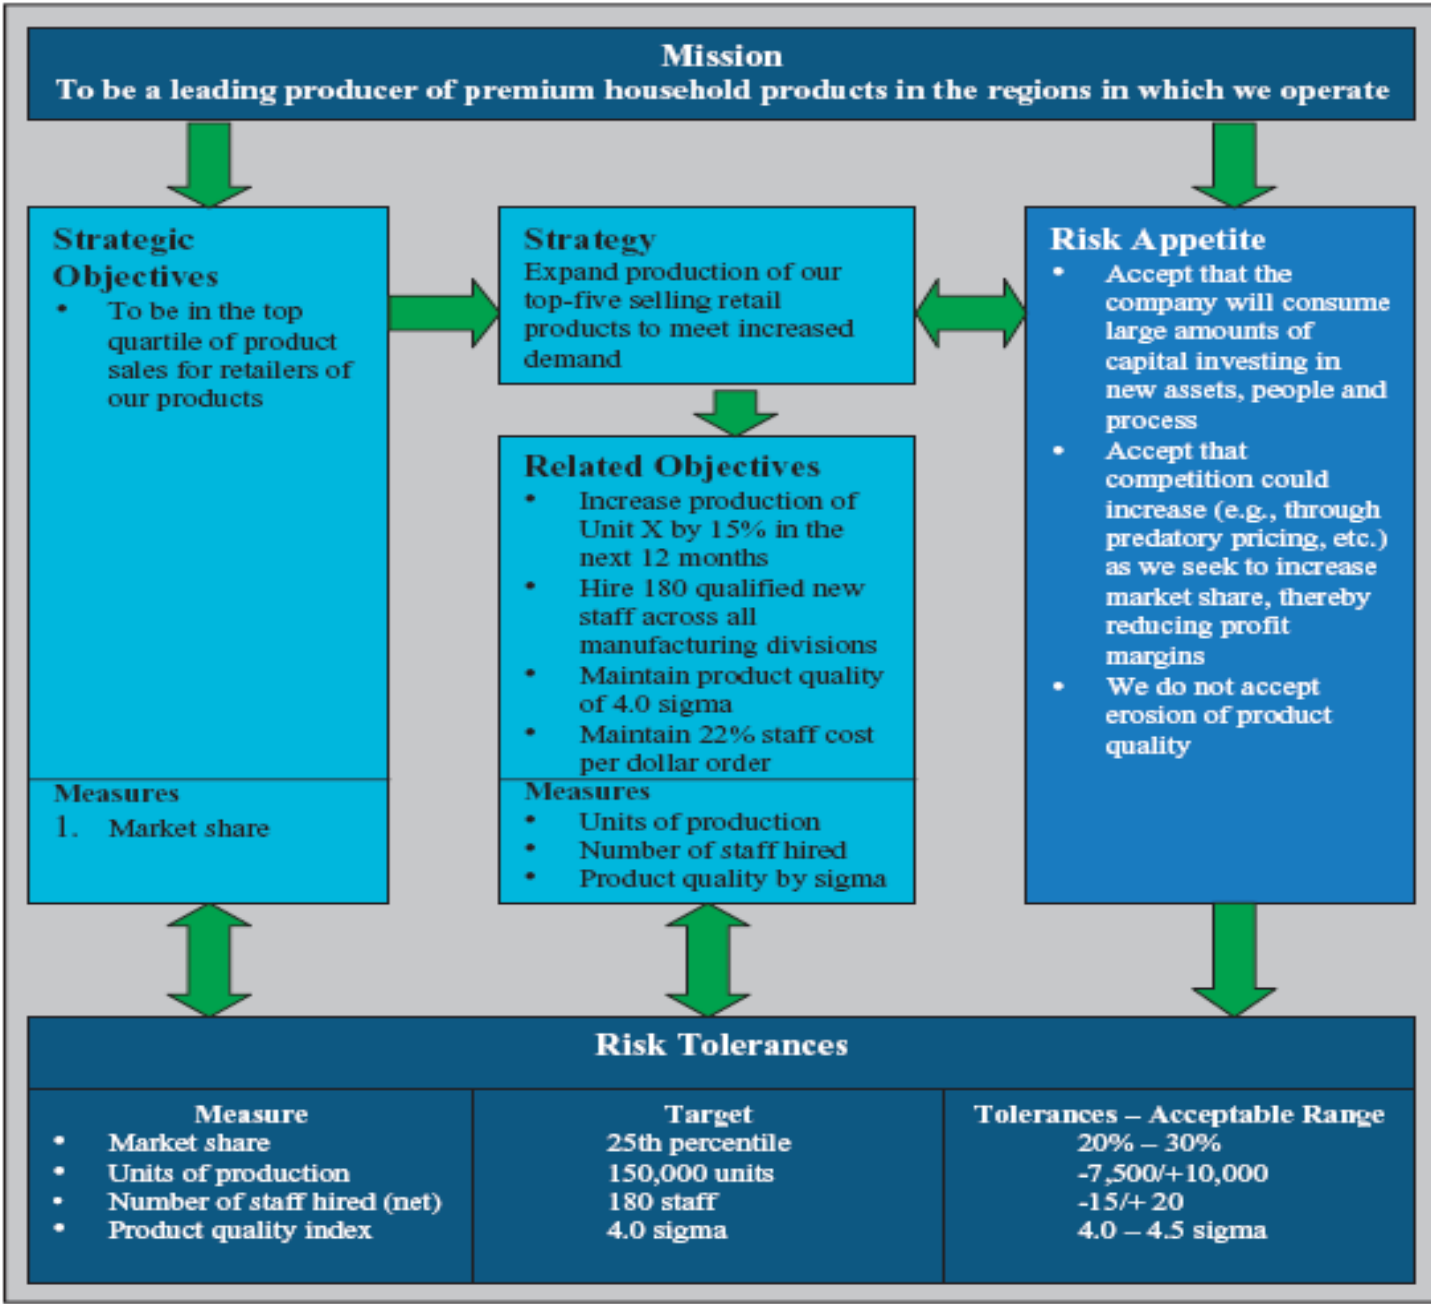 Mission
To be a leading producer of premium household products in the regions in which we operate
Strategic
Objectives
• To be in the top
quartile of product
sales for retailers of
our products
Measures
1. Market share
Strategy
Expand production of our
top-five selling retail
products to meet increased
demand
Related Objectives
• Increase production of
Unit X by 15% in the
next 12 months
• Hire 180 qualified new
staff across all
manufacturing divisions
• Maintain product quality
of 4.0 sigma
• Maintain 22% staff cost
per dollar order
Measures
• Units of production
• Number of staff hired
• Product quality by sigma
Risk Appetite
• Accept that the
company will consume
large amounts of
capital investing in
new assets, people and
process
• Accept that
competition could
increase (e.g., through
predatory pricing, etc.)
as we seek to increase
market share, thereby
reducing profit
margins
• We do not accept
erosion of product
quality
Risk Tolerances
Measure Target Tolerances – Acceptable Range
• Market share 25th percentile 20% – 30%
• Units of production 150,000 units -7,500/+10,000
• Number of staff hired (net) 180 staff -15/+ 20
• Product quality index 4.0 sigma 4.0 – 4.5 sigma